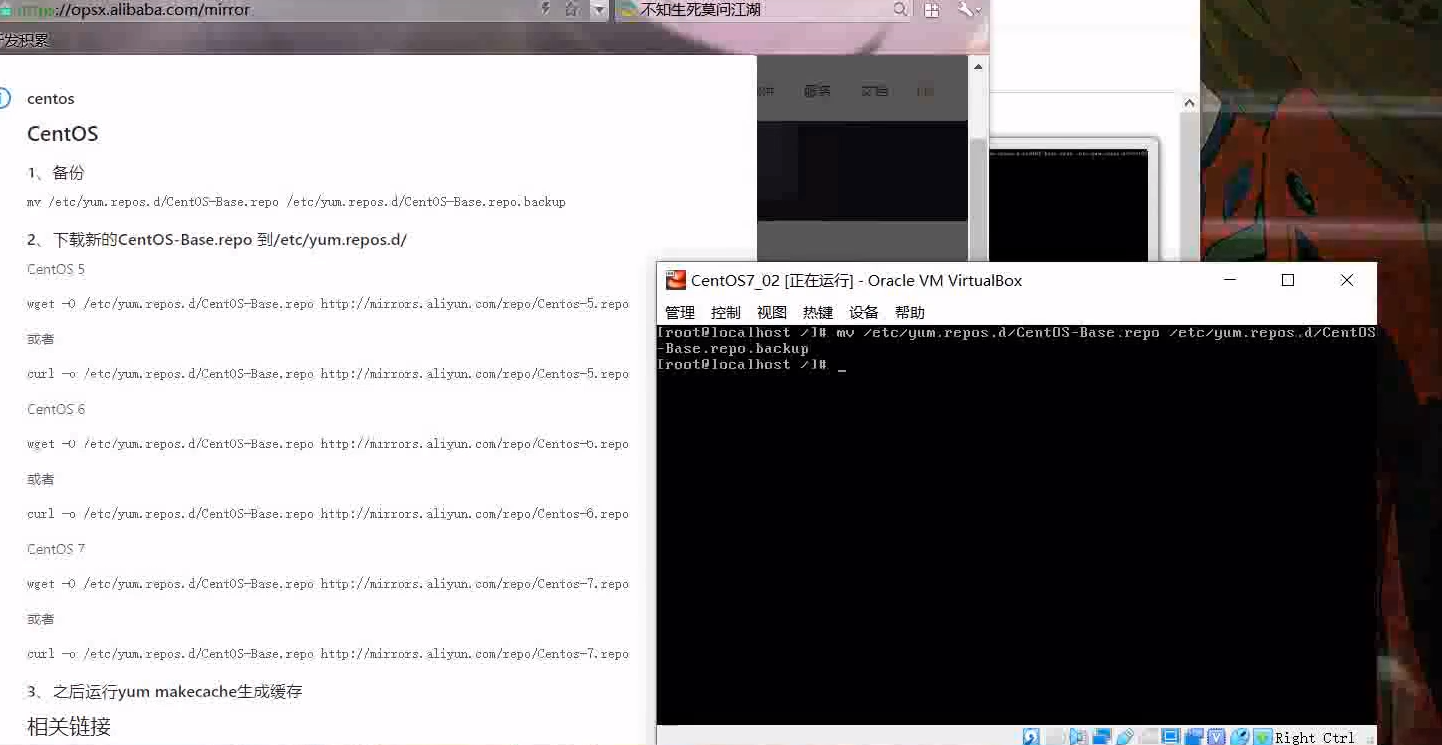 ://opsx.alibaba.com/mirror
不知生死莫问江湖
发积累
服务
centos
CentOS
1、备份
mv /etc/yum.repos.d/CentOS-Base.repo /etc/yum.repos.d/CentOS-Base.repo.backup
2、下载新的CentOS-Base.repo 到/etc/yum.repos.d/
CentOS 5
wget -O /etc/yum.repos.d/CentOS-Base.repo http://mirrors.aliyun.com/repo/Centos-5.repo
或者
curl -o /etc/yum.repos.d/CentOS-Base.repo http://mirrors.aliyun.com/repo/Centos-5.repo
CentOS 6
wget -O /etc/yum.repos.d/CentOS-Base.repo http://mirrors.aliyun.com/repo/Centos-6.repo
或者
curl -o /etc/yum.repos.d/CentOS-Base.repo http://mirrors.aliyun.com/repo/Centos-6.repo
CentOS 7
wget -O /etc/yum.repos.d/CentOS-Base.repo http://mirrors.aliyun.com/repo/Centos-7.repo
或者
curl -o /etc/yum.repos.d/CentOS-Base.repo http://mirrors.aliyun.com/repo/Centos-7.repo
3、之后运行yum makecache生成缓存
相关链接
CentOS7_02 [正在运行] - Oracle VM VirtualBox
管理 控制 视图 热键 设备 帮助
[root@localhost /]# mv /etc/yum.repos.d/CentOS-Base.repo /etc/yum.repos.d/CentOS
-Base.repo.backup
[root@localhost /]# _
Right Ctrl